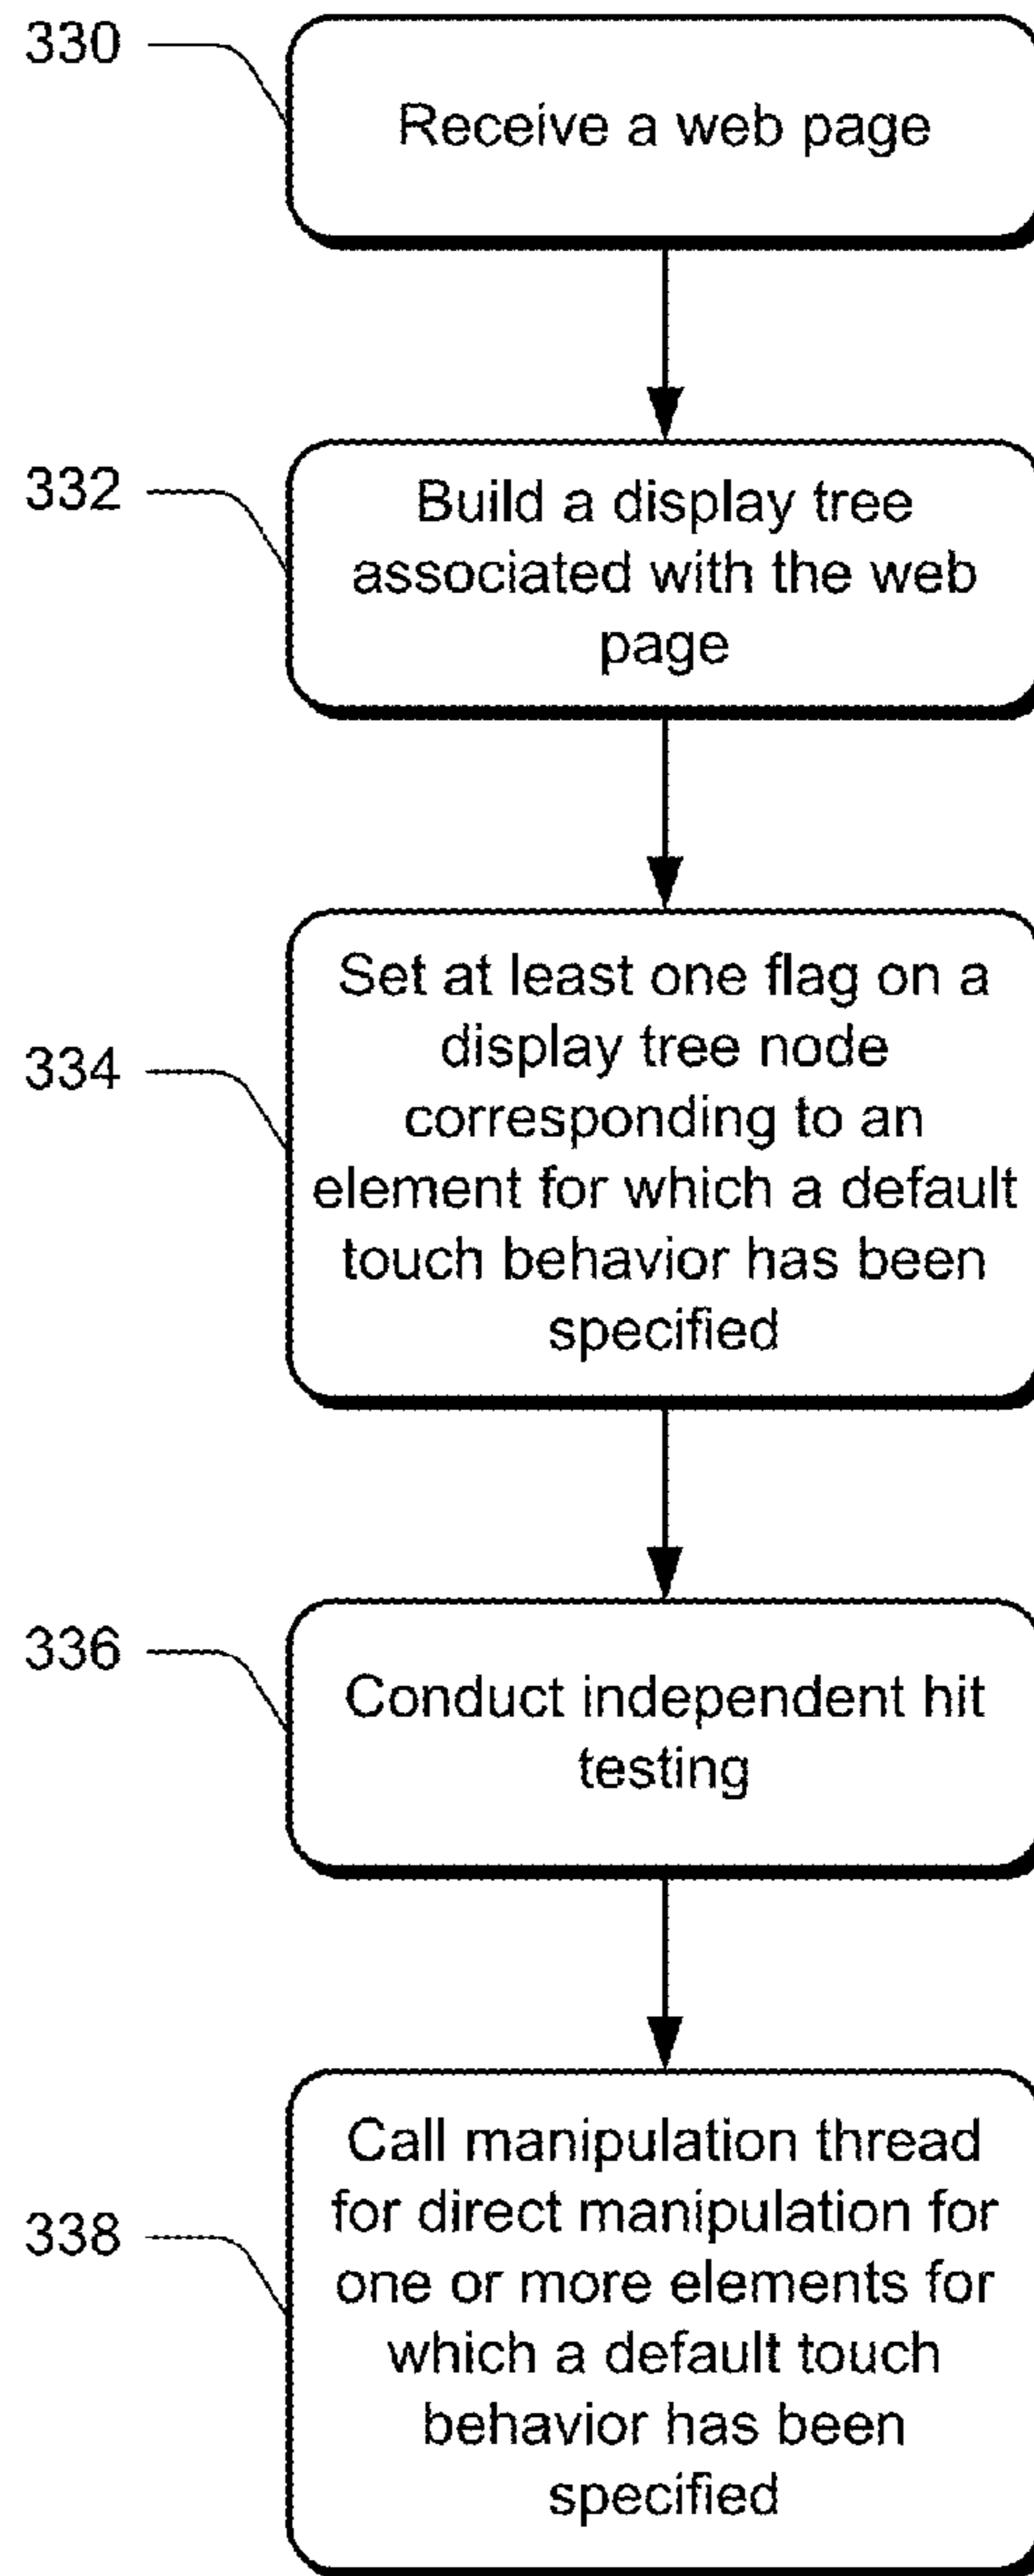 330
Receive a web page
332
Build a display tree
associated with the web
page
334
Set at least one flag on a
display tree node
corresponding to an
element for which a default
touch behavior has been
specified
336
Conduct independent hit
testing
338
Call manipulation thread
for direct manipulation for
one or more elements for
which a default touch
behavior has been
specified